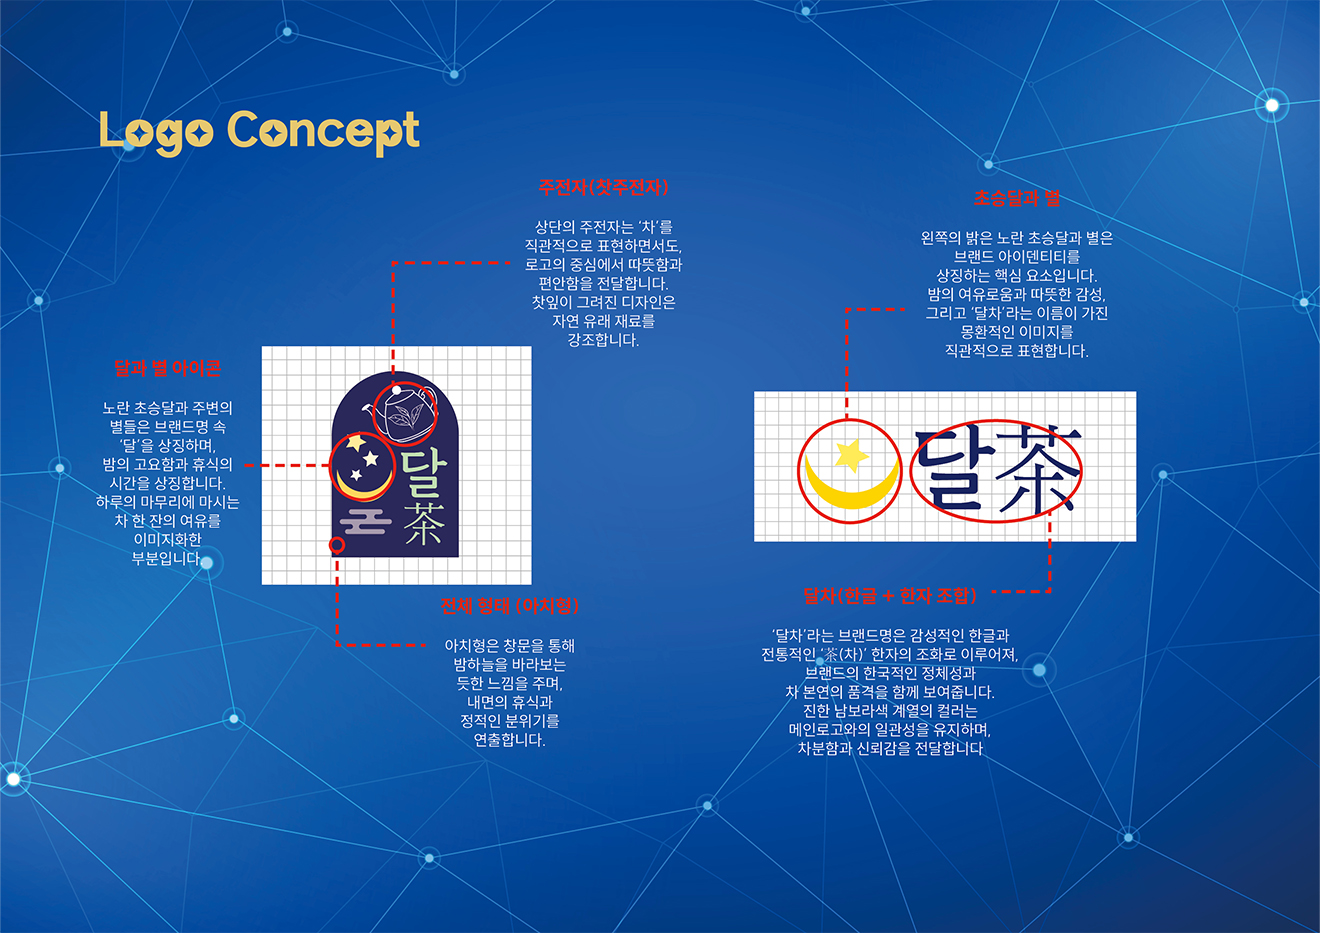 Logo Concept
주전자(찻주전자)
상단의 주전자는 '차'를
직관적으로 표현하면서도,
로고의 중심에서 따뜻함과
편안함을 전달합니다.
찻잎이 그려진 디자인은
자연 유래 재료를
강조합니다.
초승달과 별
왼쪽의 밝은 노란 초승달과 별은
브랜드 아이덴티티를
상징하는 핵심 요소입니다.
밤의 여유로움과 따뜻한 감성,
그리고 '달차'라는 이름이 가진
몽환적인 이미지를
직관적으로 표현합니다.
달과 별 아이콘
노란 초승달과 주변의
별들은 브랜드명 속
'달'을 상징하며,
밤의 고요함과 휴식의
시간을 상징합니다.
하루의 마무리에 마시는
차 한 잔의 여유를
이미지화한
부분입니다.
달
茶
달茶
전체 형태 (아치형)
아치형은 창문을 통해
밤하늘을 바라보는
듯한 느낌을 주며,
내면의 휴식과
정적인 분위기를
연출합니다.
달차(한글 + 한자 조합)
'달차'라는 브랜드명은 감성적인 한글과
전통적인 '茶(차)' 한자의 조화로 이루어져,
브랜드의 한국적인 정체성과
차 본연의 품격을 함께 보여줍니다.
진한 남보라색 계열의 컬러는
메인로고와의 일관성을 유지하며,
차분함과 신뢰감을 전달합니다